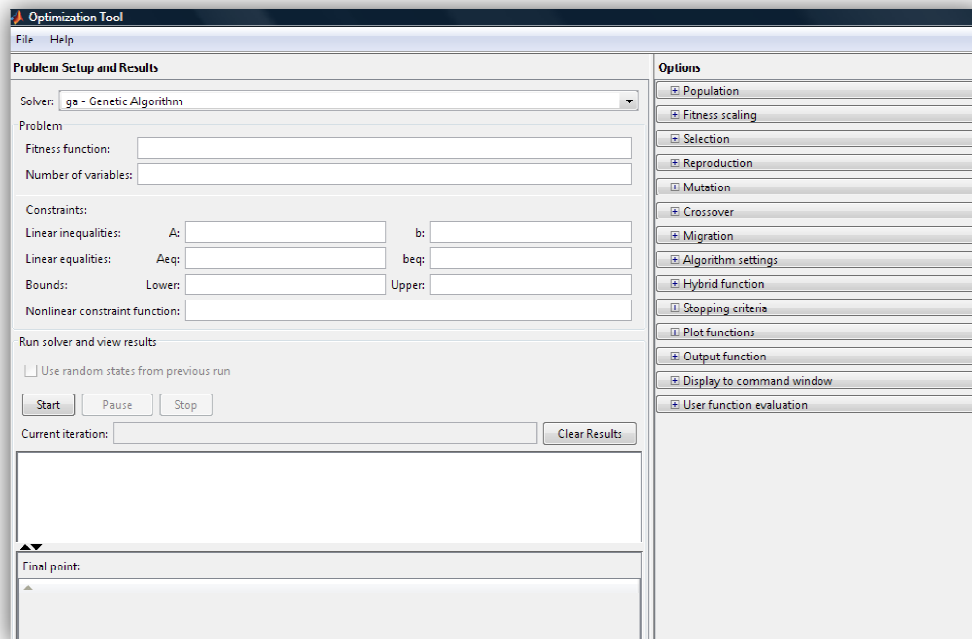 Optimization Tool
File Help
Problem Setup and Results
Solver: ga - Genetic Algorithm
Problem
Fitness function:
Number of variables:
Constraints:
Linear inequalities: A: b:
Linear equalities: Aeq: beq:
Bounds: Lower: Upper:
Nonlinear constraint function:
Run solver and view results
Use random states from previous run
Start Pause Stop
Current iteration: Clear Results
Final point:
Options
Population
Fitness scaling
Selection
Reproduction
Mutation
Crossover
Migration
Algorithm settings
Hybrid function
Stopping criteria
Plot functions
Output function
Display to command window
User function evaluation